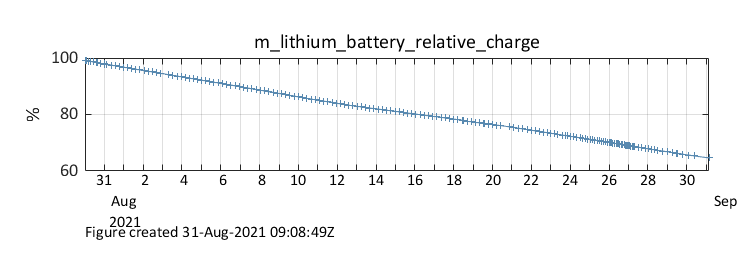 m_lithium_battery_relative_charge
100
80
60
%
31 2 4 6 8 10 12 14 16 18 20 22 24 26 28 30
Aug Sep
2021
Figure created 31-Aug-2021 09:08:49Z